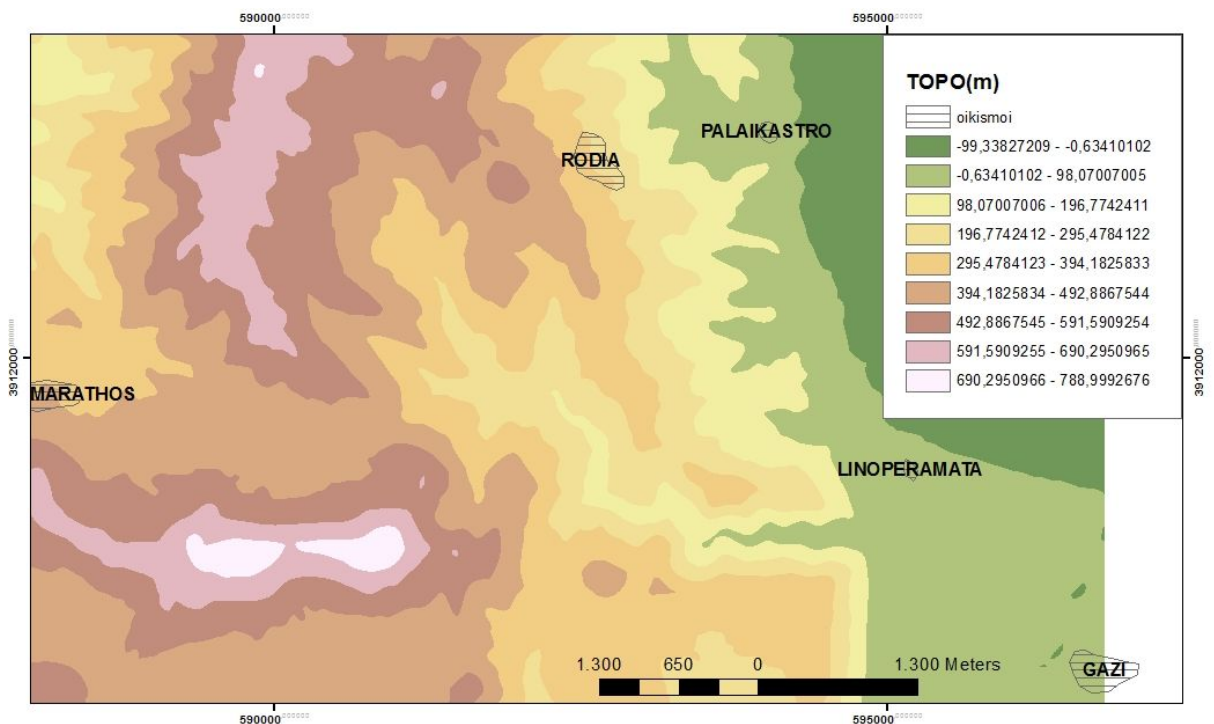 590000 595000
TOPO(m)
oikismoi
-99,33827209 - -0,63410102
-0,63410102 - 98,07007005
98,07007006 - 196,7742411
196,7742412 - 295,4784122
295,4784123 - 394,1825833
394,1825834 - 492,8867544
492,8867545 - 591,5909254
591,5909255 - 690,2950965
690,2950966 - 788,9992676
PALAIKASTRO
RODIA
3912000
3912000
MARATHOS
LINOPERAMATA
1.300 650 0 1.300 Meters
GAZI
590000 595000